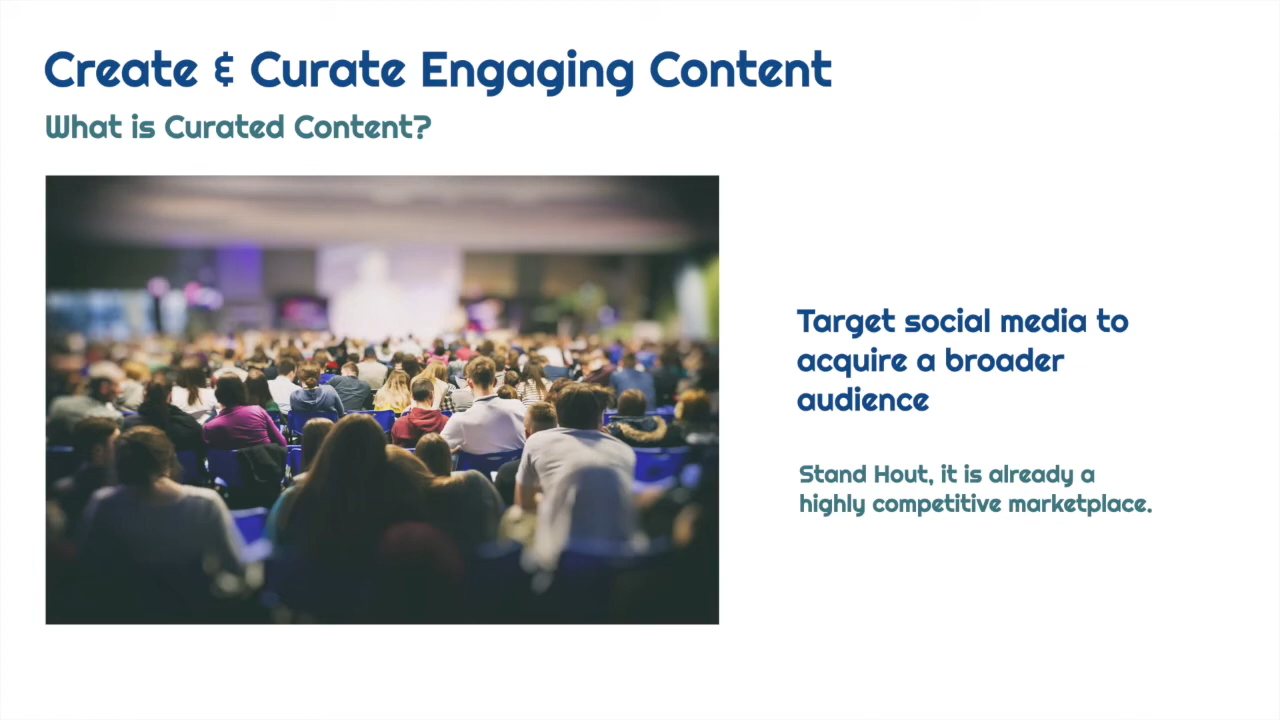 Create & Curate Engaging Content
What is Curated Content?
Target social media to
acquire a broader
audience
Stand Hout, it is already a
highly competitive marketplace.